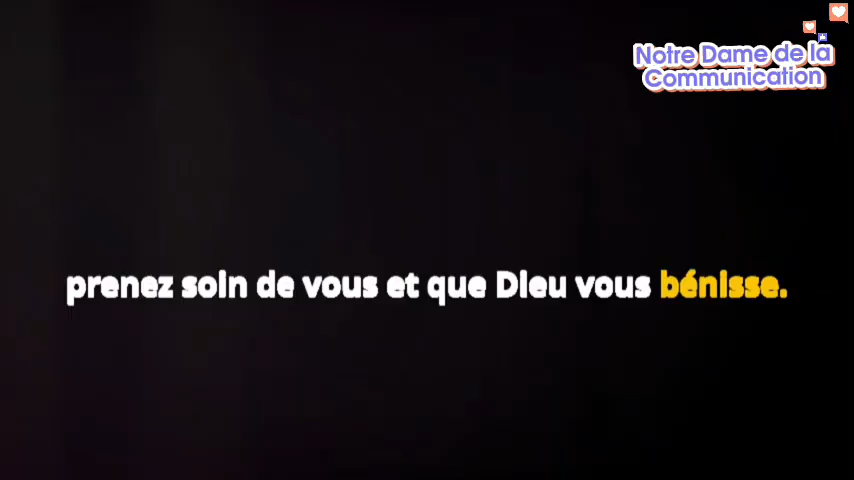 Notre Dame de la
Communication
prenez soin de vous et que Dieu vous bénisse.